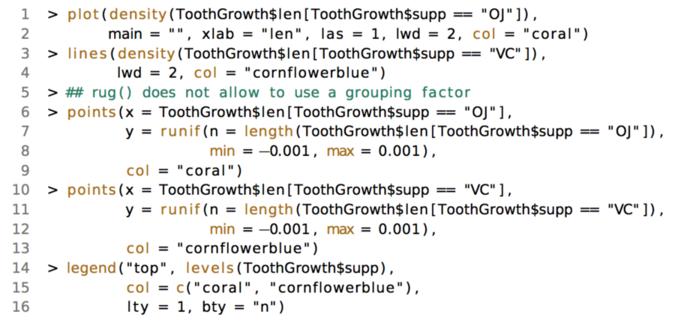 1 > plot(density(ToothGrowth$len[ToothGrowth$supp == "OJ"]),
2 main = "", xlab = "len", las = 1, lwd = 2, col = "coral")
3 > lines(density(ToothGrowth$len[ToothGrowth$supp == "VC"]),
4 lwd = 2, col = "cornflowerblue")
5 > ## rug() does not allow to use a grouping factor
6 > points(x = ToothGrowth$len[ToothGrowth$supp == "OJ"],
7 y = runif(n = length(ToothGrowth$len[ToothGrowth$supp == "OJ"]),
8 min = −0.001, max = 0.001),
9 col = "coral")
10 > points(x = ToothGrowth$len[ToothGrowth$supp == "VC"],
11 y = runif(n = length(ToothGrowth$len[ToothGrowth$supp == "VC"]),
12 min = −0.001, max = 0.001),
13 col = "cornflowerblue")
14 > legend("top", levels(ToothGrowth$supp),
15 col = c("coral", "cornflowerblue"),
16 lty = 1, bty = "n")